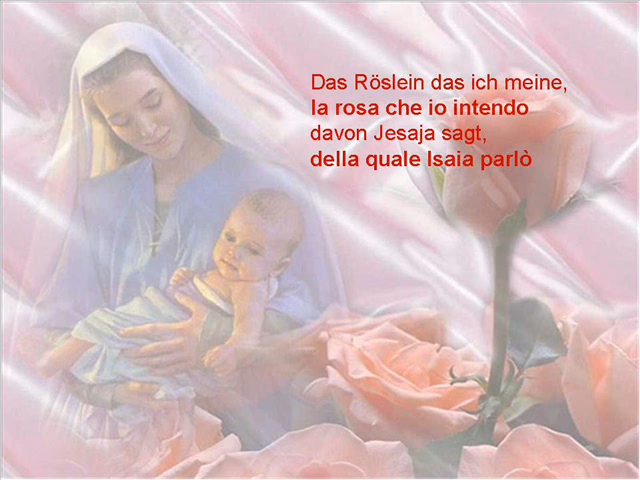 Das Röslein das ich meine,
la rosa che io intendo
davon Jesaja sagt,
della quale Isaia parlò